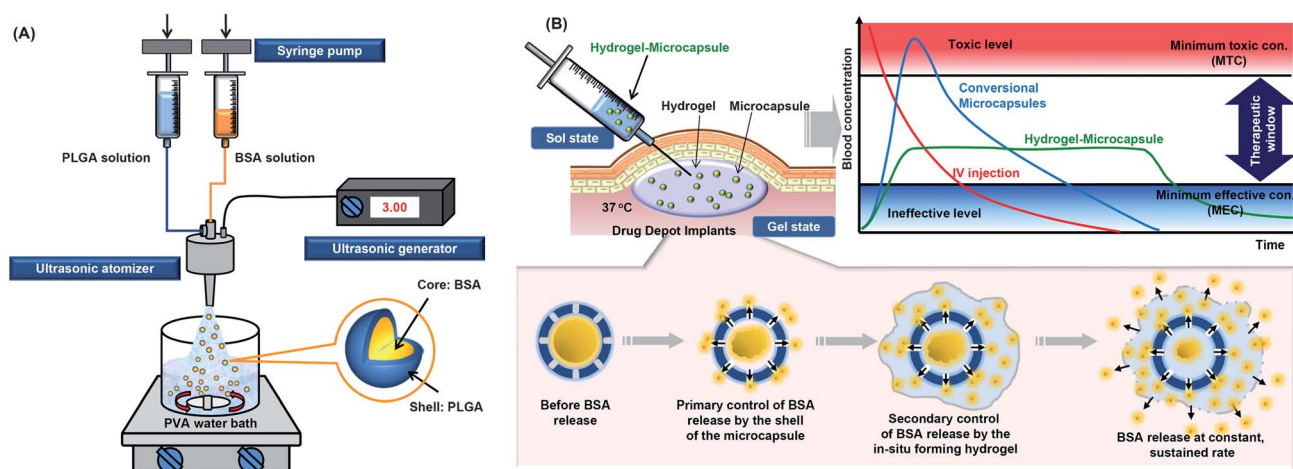 (A)
Syringe pump
PLGA solution
BSA solution
3.00
Ultrasonic generator
Ultrasonic atomizer
Core: BSA
Shell: PLGA
PVA water bath
(B)
Hydrogel-Microcapsule
Hydrogel
Microcapsule
Sol state
37 °C
Drug Depot Implants
Gel state
Blood concentration
Toxic level
Minimum toxic con.
(MTC)
Conversional
Microcapsules
Hydrogel-Microcapsule
Therapeutic
window
IV injection
Minimum effective con.
(MEC)
Ineffective level
Time
Before BSA
release
Primary control of BSA
release by the shell
of the microcapsule
Secondary control
of BSA release by the
in-situ forming hydrogel
BSA release at constant,
sustained rate